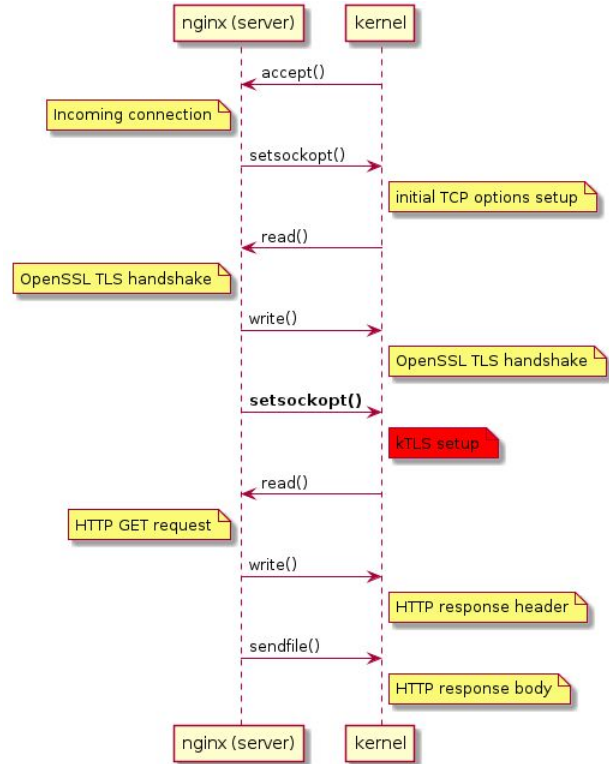 nginx (server)
kernel
accept()
Incoming connection
setsockopt()
initial TCP options setup
read()
OpenSSL TLS handshake
write()
OpenSSL TLS handshake
setsockopt()
kTLS setup
read()
HTTP GET request
write()
HTTP response header
sendfile()
HTTP response body
nginx (server)
kernel